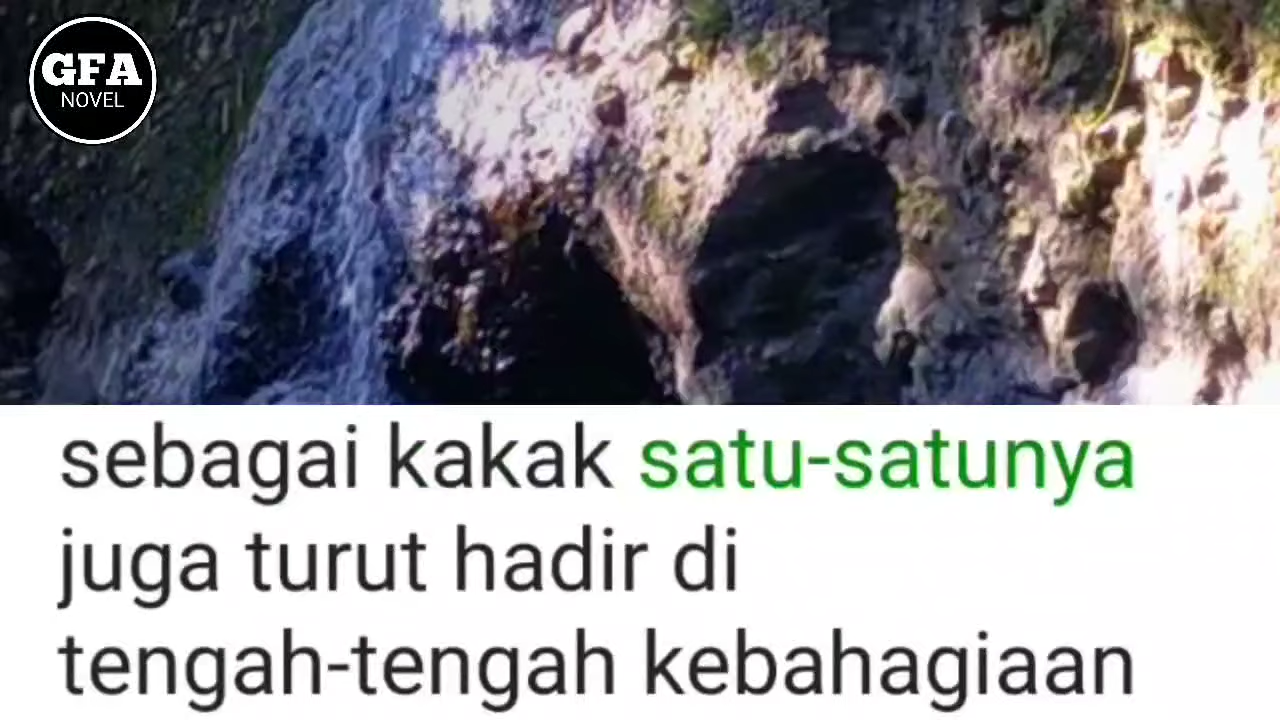 GFA
NOVEL
sebagai kakak satu-satunya
juga turut hadir di
tengah-tengah kebahagiaan